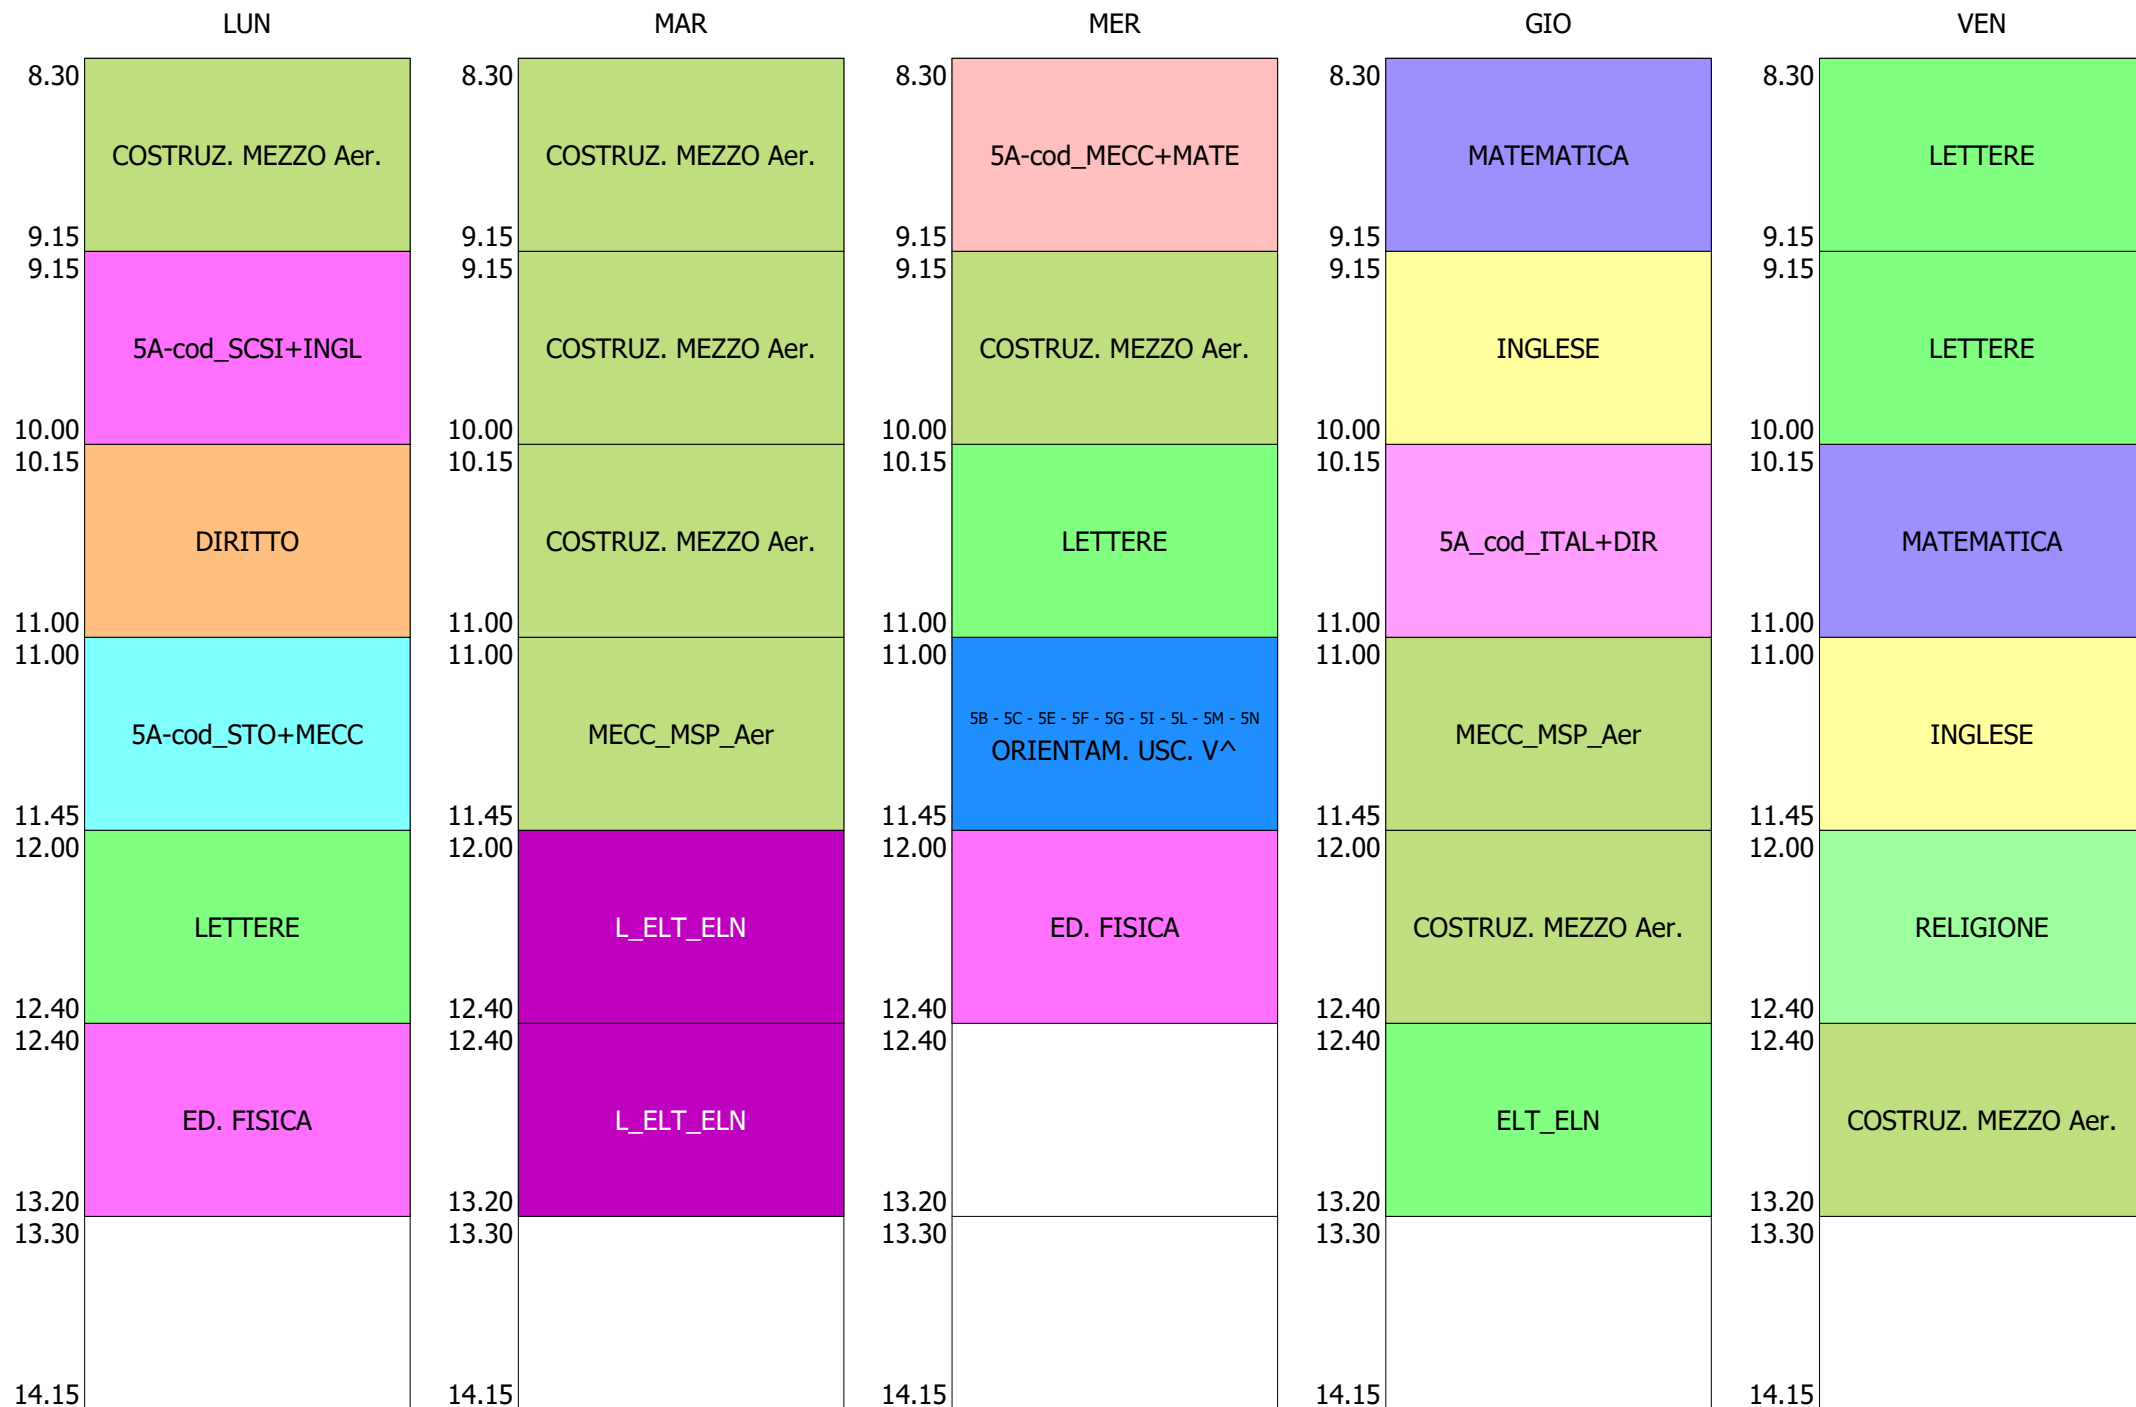 LUN MAR MER GIO VEN
8.30 8.30 8.30 8.30 8.30
COSTRUZ. MEZZO Aer. COSTRUZ. MEZZO Aer. 5A-cod_MECC+MATE MATEMATICA LETTERE
9.15 9.15 9.15 9.15 9.15
9.15 9.15 9.15 9.15 9.15
5A-cod_SCSI+INGL COSTRUZ. MEZZO Aer. COSTRUZ. MEZZO Aer. INGLESE LETTERE
10.00 10.00 10.00 10.00 10.00
10.15 10.15 10.15 10.15 10.15
DIRITTO COSTRUZ. MEZZO Aer. LETTERE 5A_cod_ITAL+DIR MATEMATICA
11.00 11.00 11.00 11.00 11.00
11.00 11.00 11.00 11.00 11.00
5B - 5C - 5E - 5F - 5G - 5I - 5L - 5M - 5N
5A-cod_STO+MECC MECC_MSP_Aer ORIENTAM. USC. V^ MECC_MSP_Aer INGLESE
11.45 11.45 11.45 11.45 11.45
12.00 12.00 12.00 12.00 12.00
LETTERE L_ELT_ELN ED. FISICA COSTRUZ. MEZZO Aer. RELIGIONE
12.40 12.40 12.40 12.40 12.40
12.40 12.40 12.40 12.40 12.40
ED. FISICA L_ELT_ELN ELT_ELN COSTRUZ. MEZZO Aer.
13.20 13.20 13.20 13.20 13.20
13.30 13.30 13.30 13.30 13.30
14.15 14.15 14.15 14.15 14.15